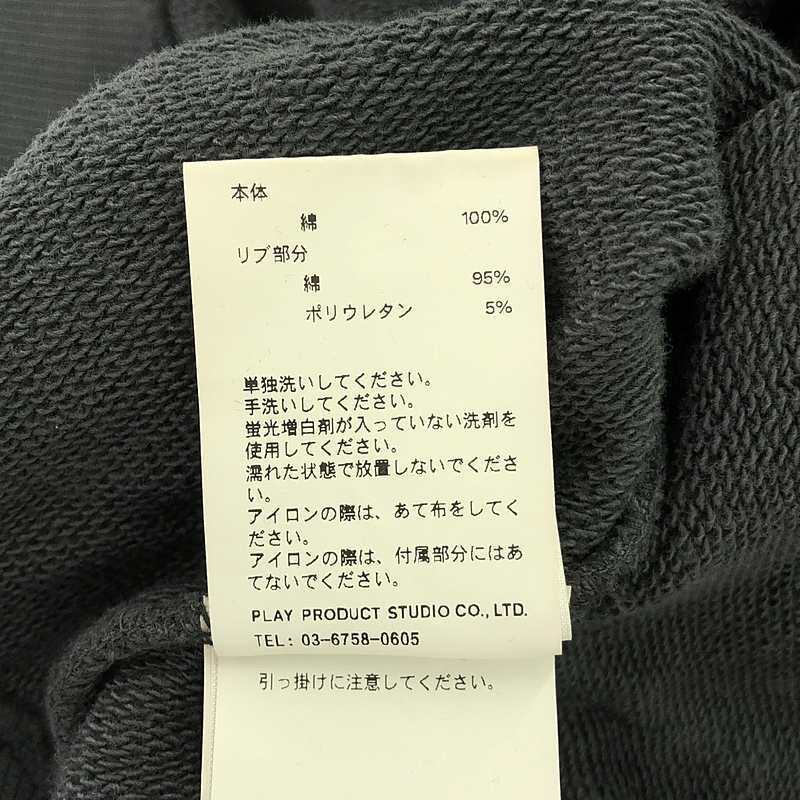 本体
綿 100%
リブ部分
綿 95%
ポリウレタン 5%
単独洗いしてください。
手洗いしてください。
蛍光増白剤が入っていない洗剤を
使用してください。
濡れた状態で放置しないでくださ
い。
アイロンの際は、あて布をしてく
ださい。
アイロンの際は、付属部分にはあ
てないでください。
PLAY PRODUCT STUDIO CO., LTD.
TEL: 03-6758-0605
引っ掛けに注意してください。